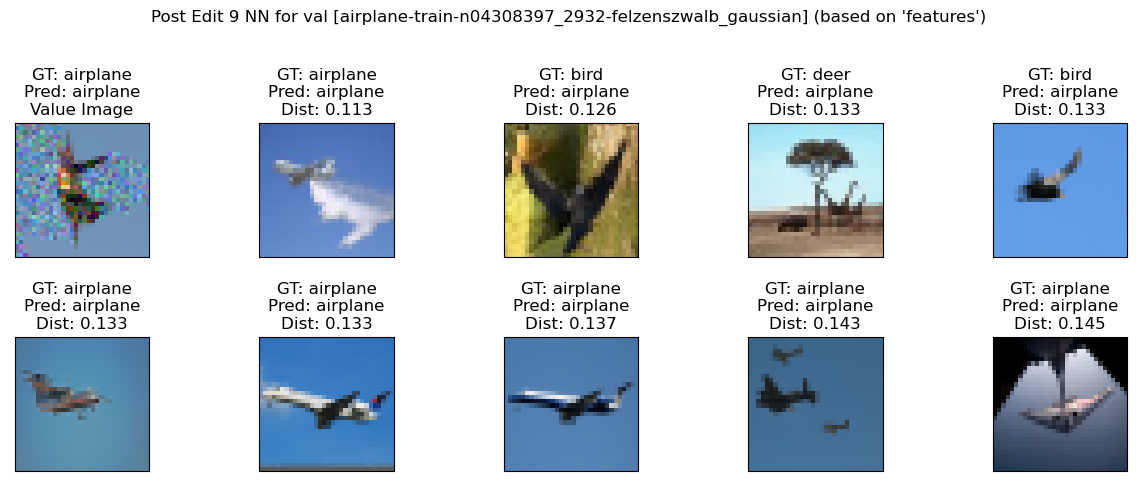 Post Edit 9 NN for val [airplane-train-n04308397_2932-felzenszwalb_gaussian] (based on 'features')
GT: airplane
Pred: airplane
Value Image
GT: airplane
Pred: airplane
Dist: 0.113
GT: bird
Pred: airplane
Dist: 0.126
GT: deer
Pred: airplane
Dist: 0.133
GT: bird
Pred: airplane
Dist: 0.133
GT: airplane
Pred: airplane
Dist: 0.133
GT: airplane
Pred: airplane
Dist: 0.133
GT: airplane
Pred: airplane
Dist: 0.137
GT: airplane
Pred: airplane
Dist: 0.143
GT: airplane
Pred: airplane
Dist: 0.145